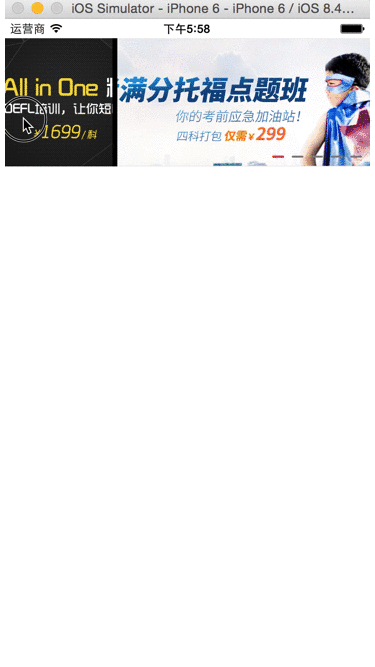 iOS Simulator - iPhone 6 - iPhone 6 / iOS 8.4...
运营商 下午5:58
All in One
OEFL培训，让你短
¥1699/科
满分托福点题班
你的考前应急加油站！
四科打包 仅需¥299